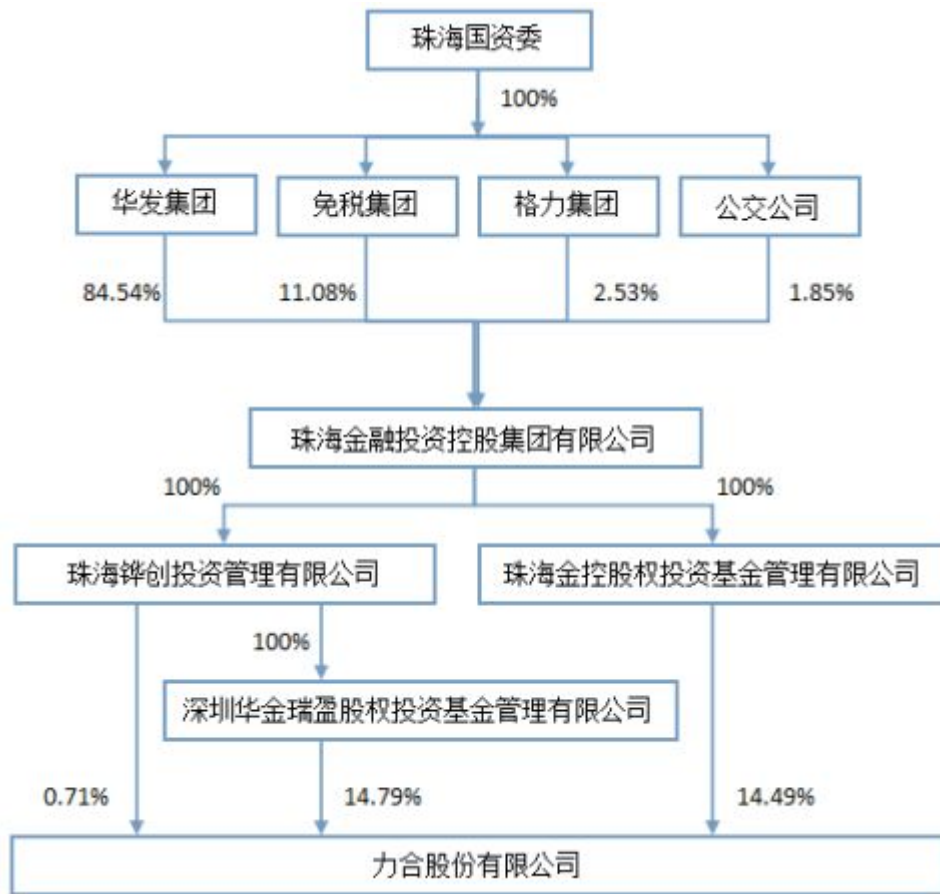 珠海国资委
100%
华发集团
免税集团
格力集团
公交公司
84.54%
11.08%
2.53%
1.85%
珠海金融投资控股集团有限公司
100%
100%
珠海铧创投资管理有限公司
珠海金控股权投资基金管理有限公司
100%
深圳华金瑞盈股权投资基金管理有限公司
0.71%
14.79%
14.49%
力合股份有限公司